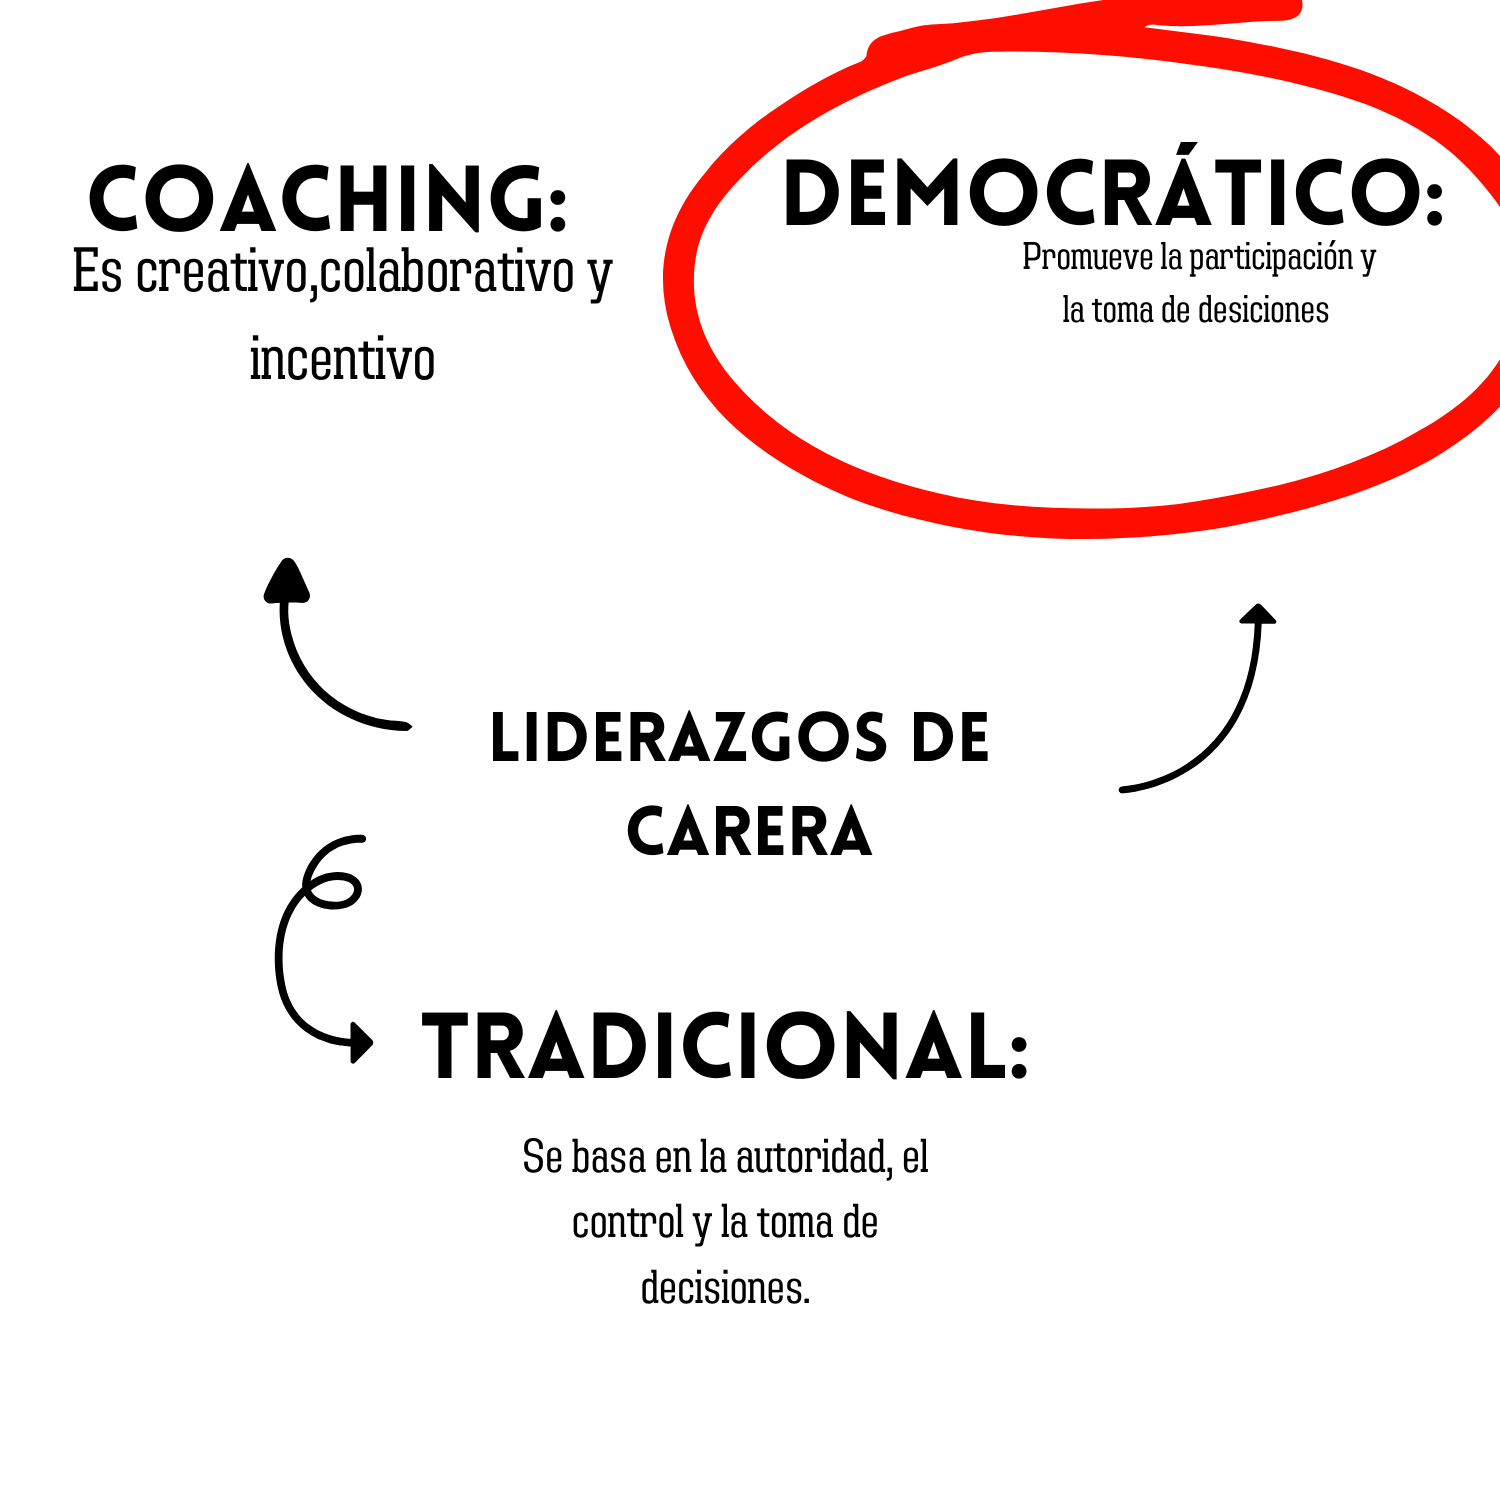 COACHING:
Es creativo,colaborativo y
incentivo
DEMOCRÁTICO:
Promueve la participación y
la toma de desiciones
LIDERAZGOS DE
CARERA
TRADICIONAL:
Se basa en la autoridad, el
control y la toma de
decisiones.